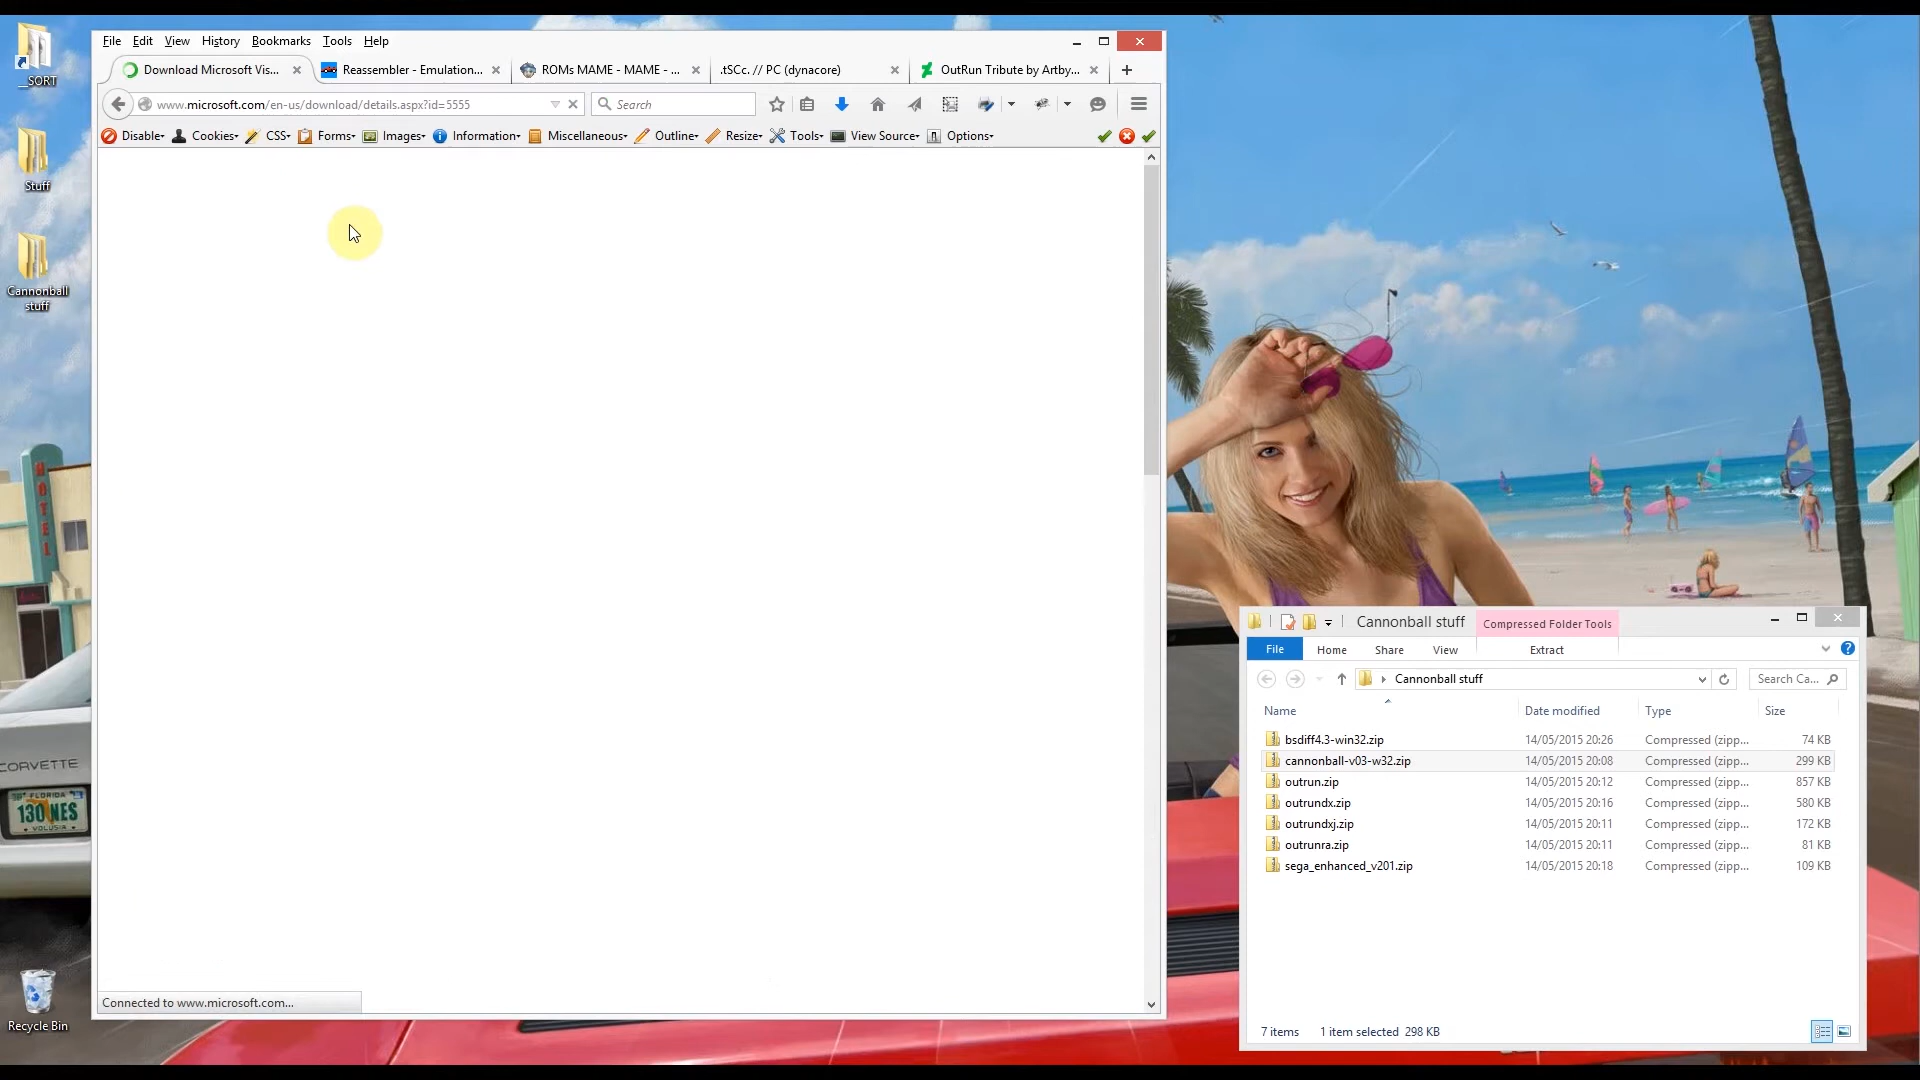 __SORT
Stuff
Cannonball
stuff
Recycle Bin
HOTEL
CORVETTE
FLORIDA
130 NES
VOLUSIA
File Edit View History Bookmarks Tools Help
Download Microsoft Vis... Reassembler - Emulation... ROMs MAME - MAME - ... .tSCc. // PC (dynacore) OutRun Tribute by Artby...
www.microsoft.com/en-us/download/details.aspx?id=5555 Search
Disable Cookies CSS Forms Images Information Miscellaneous Outline Resize Tools View Source Options
Connected to www.microsoft.com...
Cannonball stuff Compressed Folder Tools
File Home Share View Extract
Cannonball stuff Search Ca...
Name Date modified Type Size
bsdiff4.3-win32.zip 14/05/2015 20:26 Compressed (zipp... 74 KB
cannonball-v03-w32.zip 14/05/2015 20:08 Compressed (zipp... 299 KB
outrun.zip 14/05/2015 20:12 Compressed (zipp... 857 KB
outrundx.zip 14/05/2015 20:16 Compressed (zipp... 580 KB
outrundxj.zip 14/05/2015 20:11 Compressed (zipp... 172 KB
outrunra.zip 14/05/2015 20:11 Compressed (zipp... 81 KB
sega_enhanced_v201.zip 14/05/2015 20:18 Compressed (zipp... 109 KB
7 items 1 item selected 298 KB